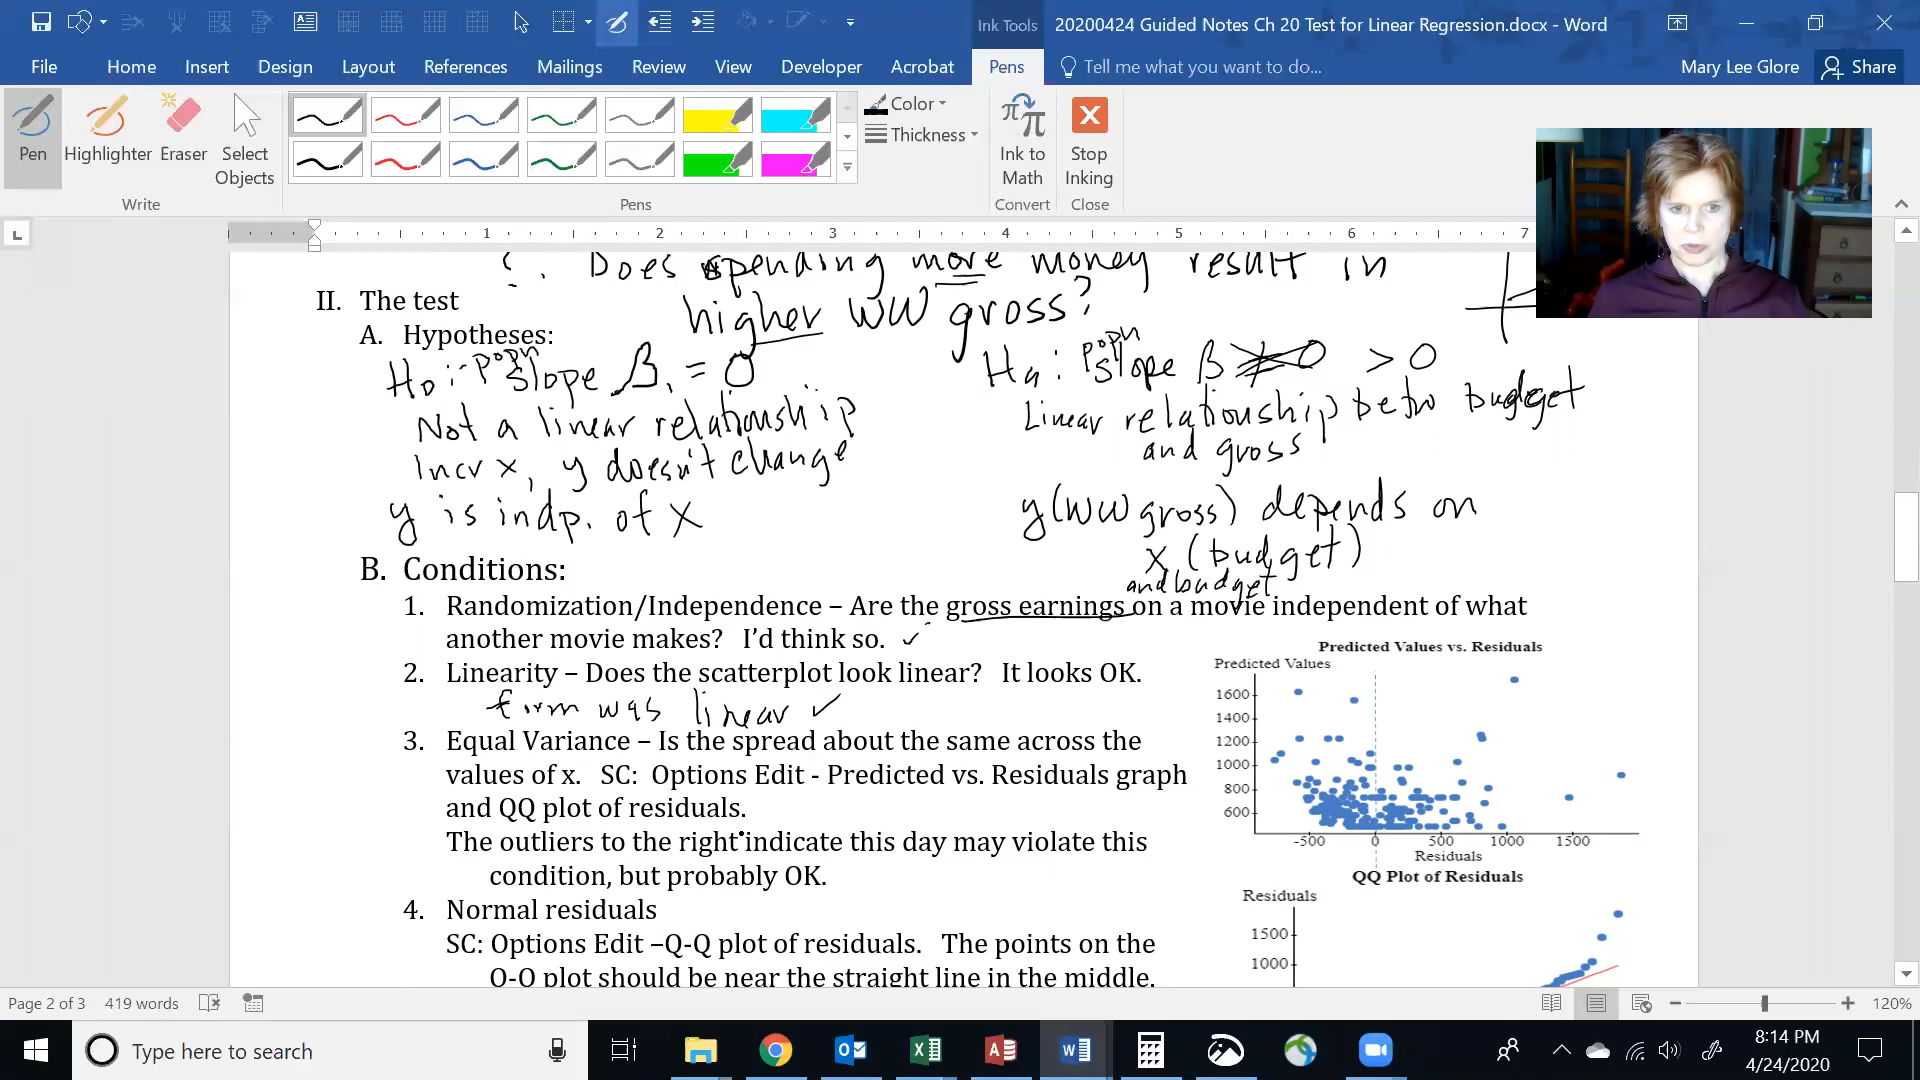 Ink Tools
20200424 Guided Notes Ch 20 Test for Linear Regression.docx - Word
File Home Insert Design Layout References Mailings Review View Developer Acrobat Pens Tell me what you want to do... Mary Lee Glore Share
Pen Highlighter Eraser Select Objects
Color
Thickness
Ink to Math
Stop Inking
Write Pens Convert Close
1 2 3 4 5 6 7
? . Does spending more money result in
higher WW gross?
II. The test
A. Hypotheses:
Ho: popn slope β1 = 0
Not a linear relationship
Incr x, y doesn't change
y is indp. of x
Ha: popn slope β ≠ 0 > 0
Linear relationship betw budget
and gross
y (WW gross) depends on
x (budget)
and budget
B. Conditions:
1. Randomization/Independence – Are the gross earnings on a movie independent of what
another movie makes? I'd think so. ✓
2. Linearity – Does the scatterplot look linear? It looks OK.
form was linear ✓
3. Equal Variance – Is the spread about the same across the
values of x. SC: Options Edit - Predicted vs. Residuals graph
and QQ plot of residuals.
The outliers to the right indicate this day may violate this
condition, but probably OK.
4. Normal residuals
SC: Options Edit –Q-Q plot of residuals. The points on the
Q-Q plot should be near the straight line in the middle.
Predicted Values vs. Residuals
Predicted Values
1600
1400
1200
1000
800
600
-500 0 500 1000 1500
Residuals
QQ Plot of Residuals
Residuals
1500
1000
Page 2 of 3 419 words 120%
Type here to search
8:14 PM
4/24/2020